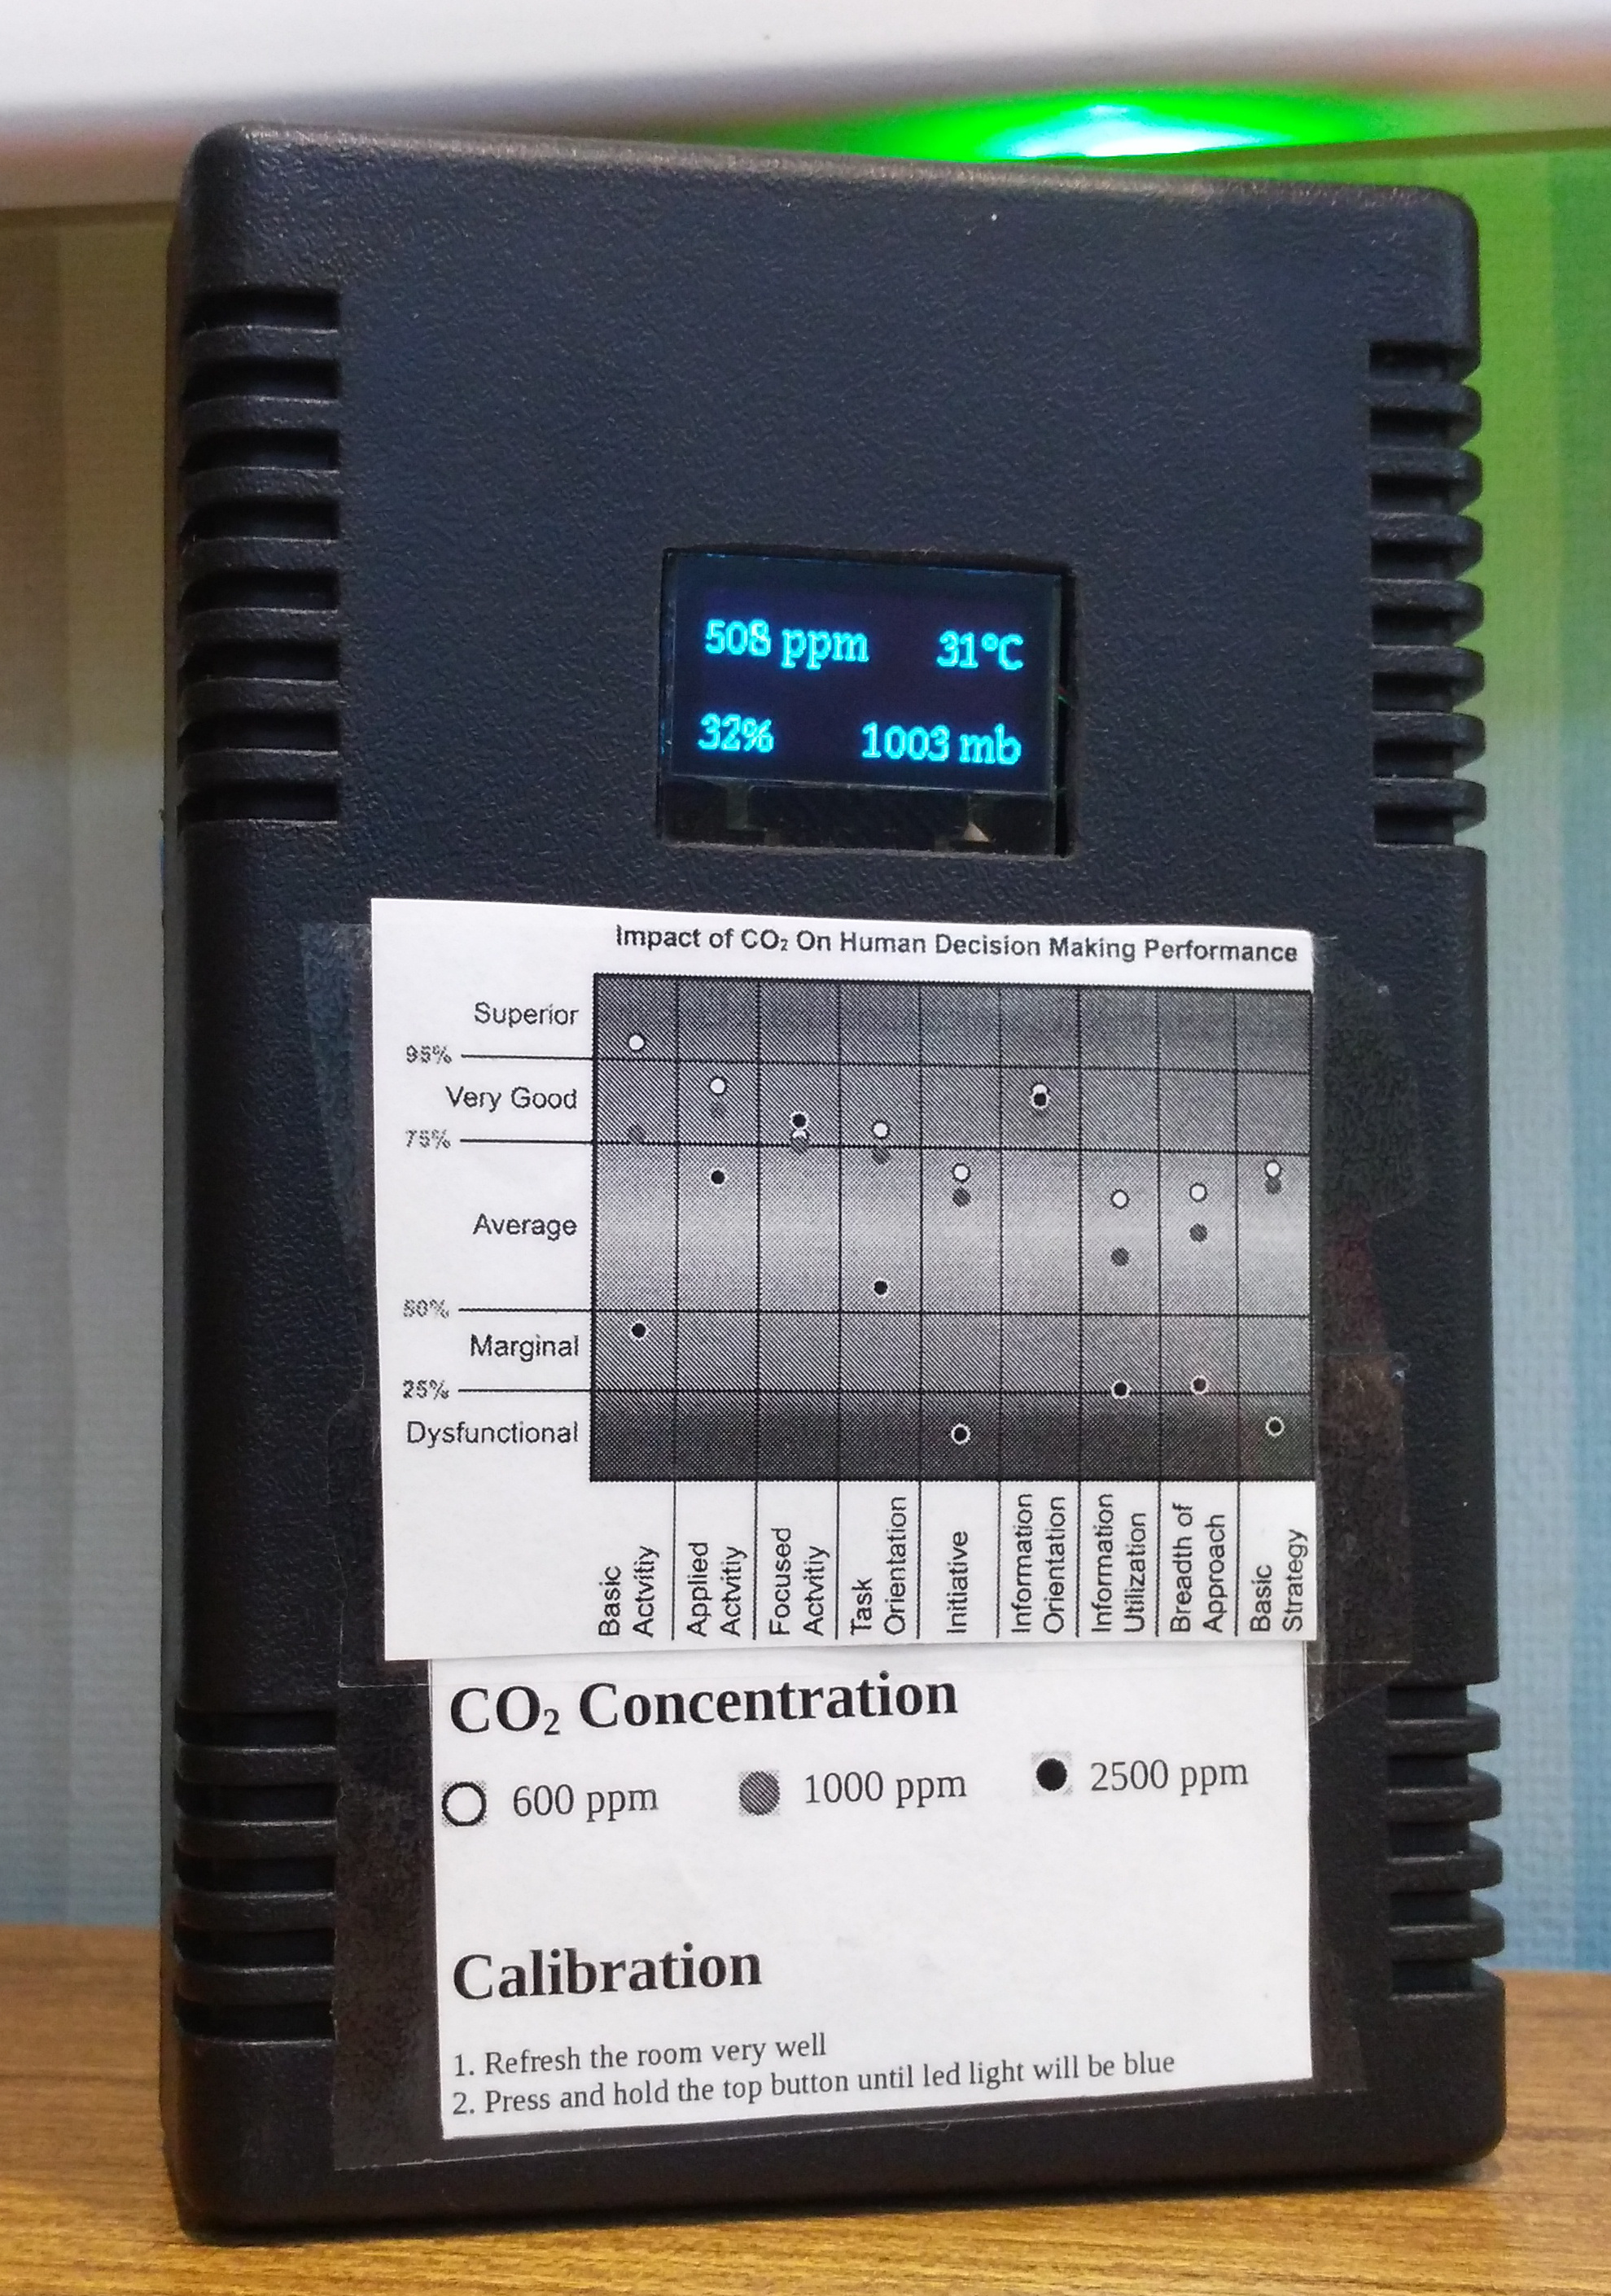 508 ppm 31°C
32% 1003 mb
Impact of CO₂ On Human Decision Making Performance
Superior
95%
Very Good
75%
Average
50%
Marginal
25%
Dysfunctional
Basic Actvitiy
Applied Actvitiy
Focused Actvitiy
Task Orientation
Initiative
Information Orientation
Information Utilization
Breadth of Approach
Basic Strategy
CO₂ Concentration
600 ppm 1000 ppm 2500 ppm
Calibration
1. Refresh the room very well
2. Press and hold the top button until led light will be blue